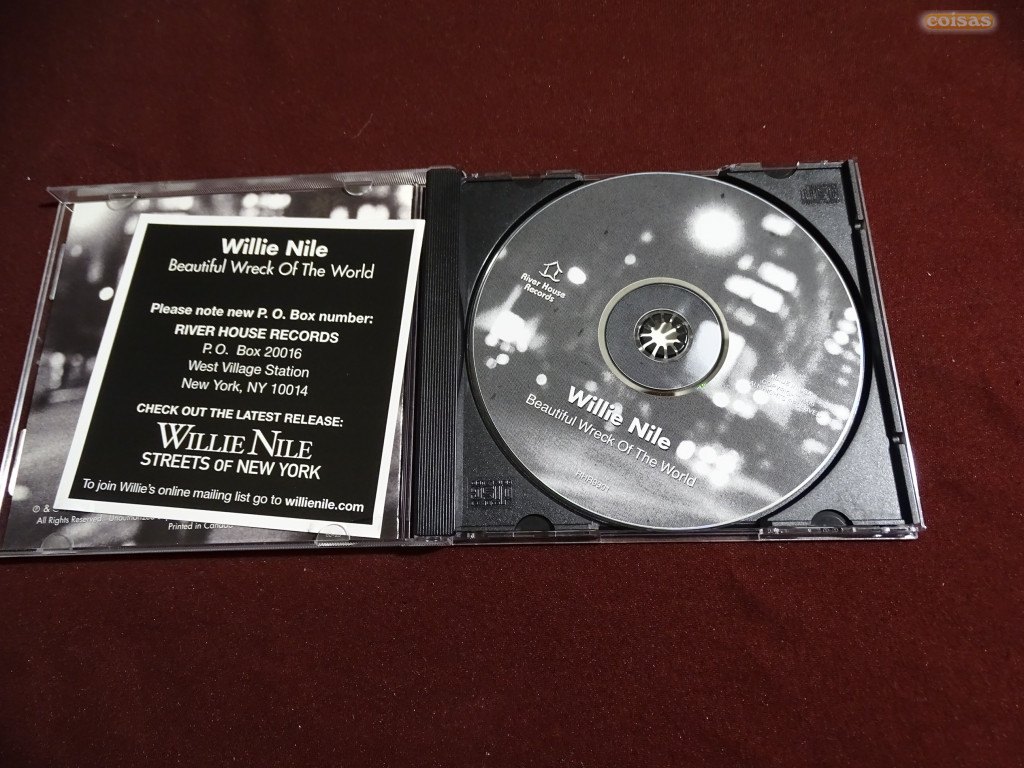 coisas
Willie Nile
Beautiful Wreck Of The World
Please note new P. O. Box number:
RIVER HOUSE RECORDS
P.O. Box 20016
West Village Station
New York, NY 10014
CHECK OUT THE LATEST RELEASE:
WILLIE NILE
STREETS OF NEW YORK
To join Willie's online mailing list go to willienile.com
℗ &
All Rights Reserved
Printed in Canada
River House
Records
Willie Nile
Beautiful Wreck Of The World